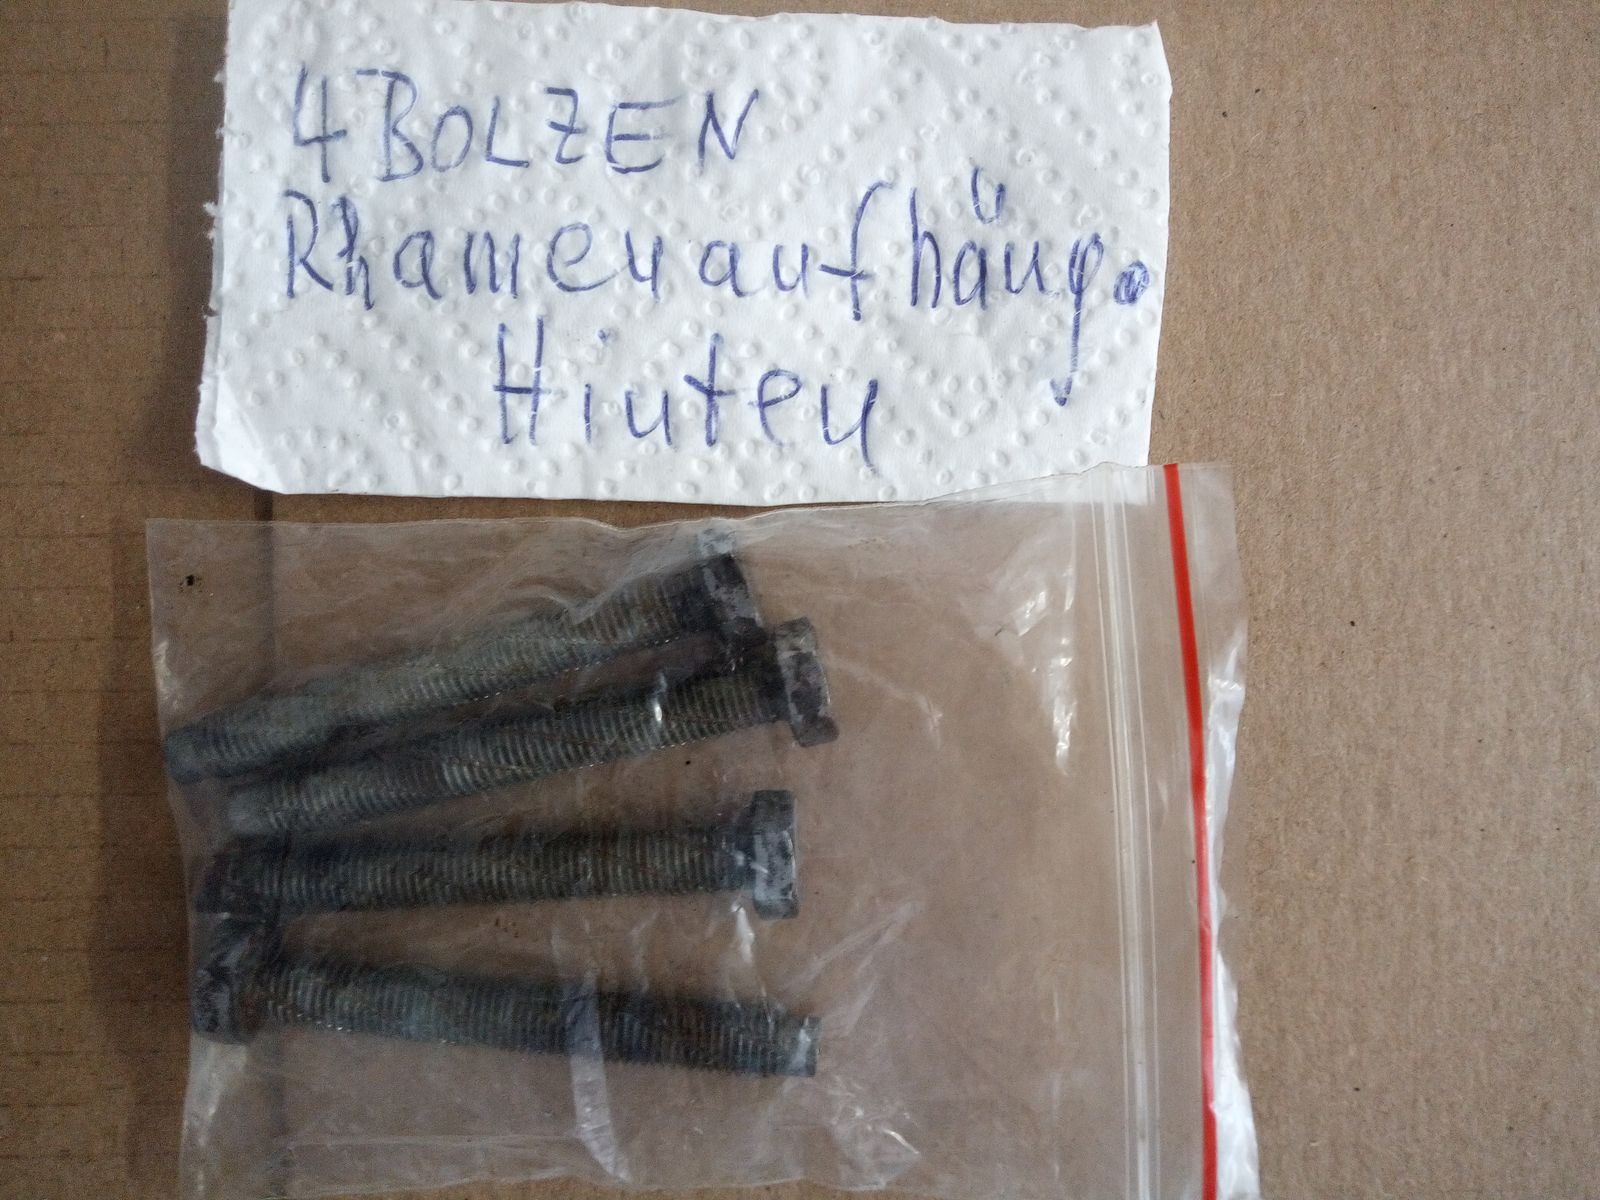 4 BOLZEN
Rhamenaufhäng.
Hinten